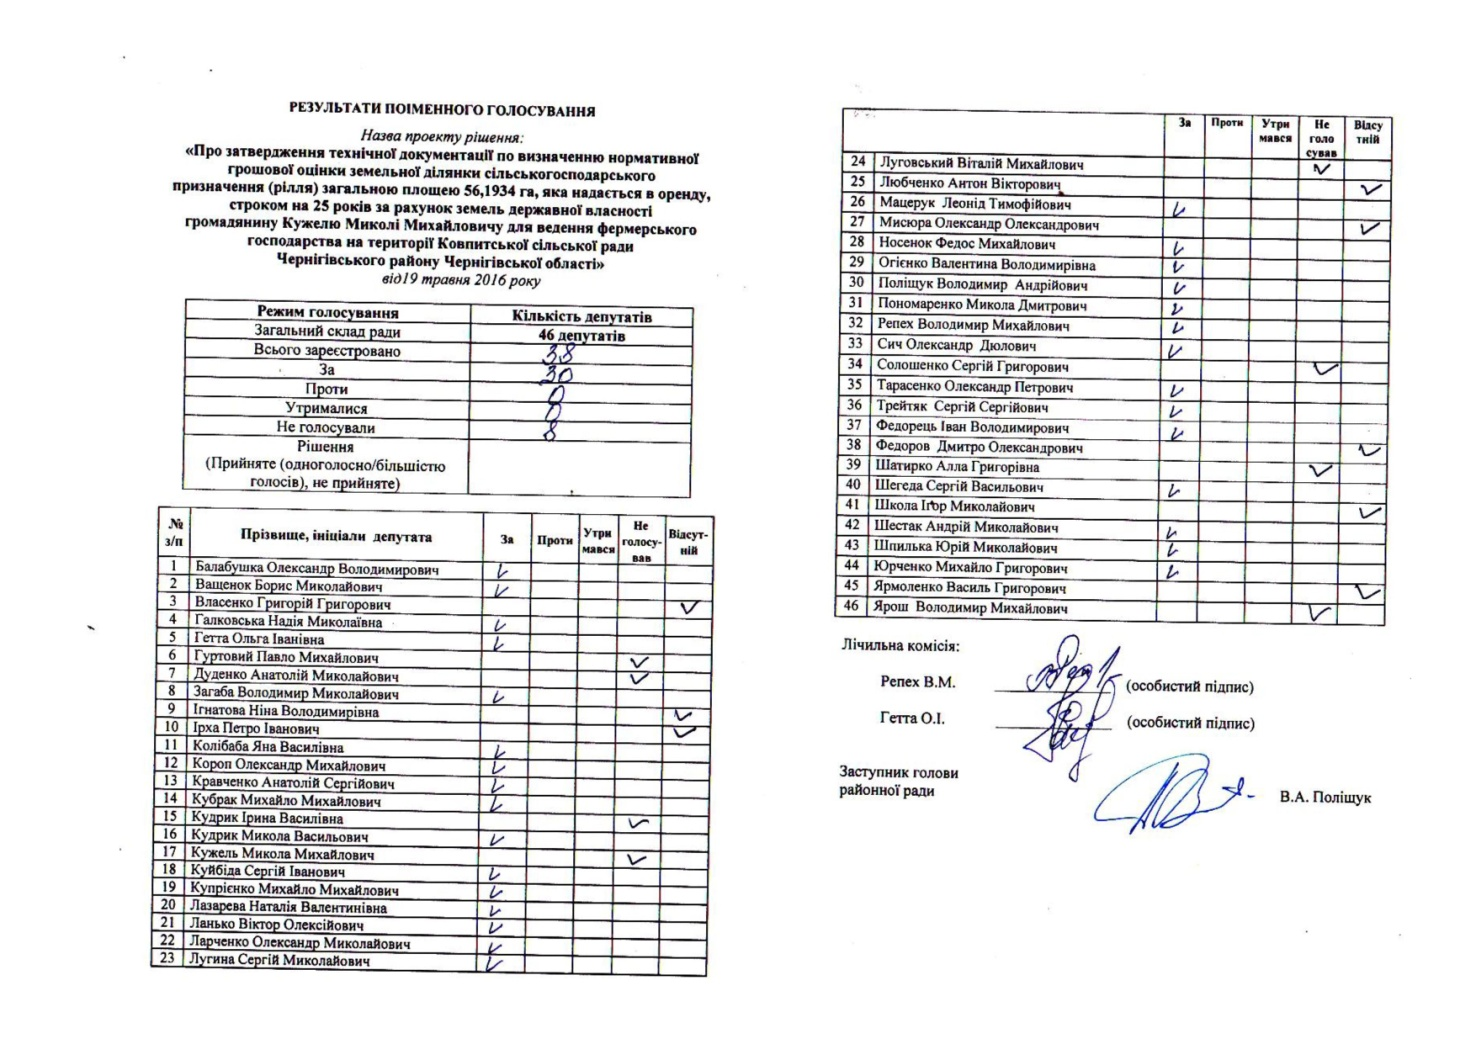 РЕЗУЛЬТАТИ ПОІМЕННОГО ГОЛОСУВАННЯ
Назва проекту рішення:
«Про затвердження технічної документації по визначенню нормативної
грошової оцінки земельної ділянки сільськогосподарського
призначення (рілля) загальною площею 56,1934 га, яка надається в оренду,
строком на 25 років за рахунок земель державної власності
громадянину Кужелю Миколі Михайловичу для ведення фермерського
господарства на території Ковпитської сільської ради
Чернігівського району Чернігівської області»
від19 травня 2016 року
Режим голосування Кількість депутатів
Загальний склад ради 46 депутатів
Всього зареєстровано 38
За 30
Проти 0
Утрималися 0
Не голосували 8
Рішення
(Прийняте (одноголосно/більшістю
голосів), не прийняте)
№ з/п Прізвище, ініціали депутата За Проти Утри мався Не голосу-вав Відсут-ній
1 Балабушка Олександр Володимирович
2 Ващенок Борис Миколайович
3 Власенко Григорій Григорович
4 Галковська Надія Миколаївна
5 Гетта Ольга Іванівна
6 Гуртовий Павло Михайлович
7 Дуденко Анатолій Миколайович
8 Загаба Володимир Миколайович
9 Ігнатова Ніна Володимирівна
10 Ірха Петро Іванович
11 Колібаба Яна Василівна
12 Короп Олександр Михайлович
13 Кравченко Анатолій Сергійович
14 Кубрак Михайло Михайлович
15 Кудрик Ірина Василівна
16 Кудрик Микола Васильович
17 Кужель Микола Михайлович
18 Куйбіда Сергій Іванович
19 Купрієнко Михайло Михайлович
20 Лазарева Наталія Валентинівна
21 Ланько Віктор Олексійович
22 Ларченко Олександр Миколайович
23 Лугина Сергій Миколайович
За Проти Утри мався Не голо сував Відсу тній
24 Луговський Віталій Михайлович
25 Любченко Антон Вікторович
26 Мацерук Леонід Тимофійович
27 Мисюра Олександр Олександрович
28 Носенок Федос Михайлович
29 Огієнко Валентина Володимирівна
30 Поліщук Володимир Андрійович
31 Пономаренко Микола Дмитрович
32 Репех Володимир Михайлович
33 Сич Олександр Дюлович
34 Солошенко Сергій Григорович
35 Тарасенко Олександр Петрович
36 Трейтяк Сергій Сергійович
37 Федорець Іван Володимирович
38 Федоров Дмитро Олександрович
39 Шатирко Алла Григорівна
40 Шегеда Сергій Васильович
41 Школа Ігор Миколайович
42 Шестак Андрій Миколайович
43 Шпилька Юрій Миколайович
44 Юрченко Михайло Григорович
45 Ярмоленко Василь Григорович
46 Ярош Володимир Михайлович
Лічильна комісія:
Репех В.М. (особистий підпис)
Гетта О.І. (особистий підпис)
Заступник голови
районної ради В.А. Поліщук